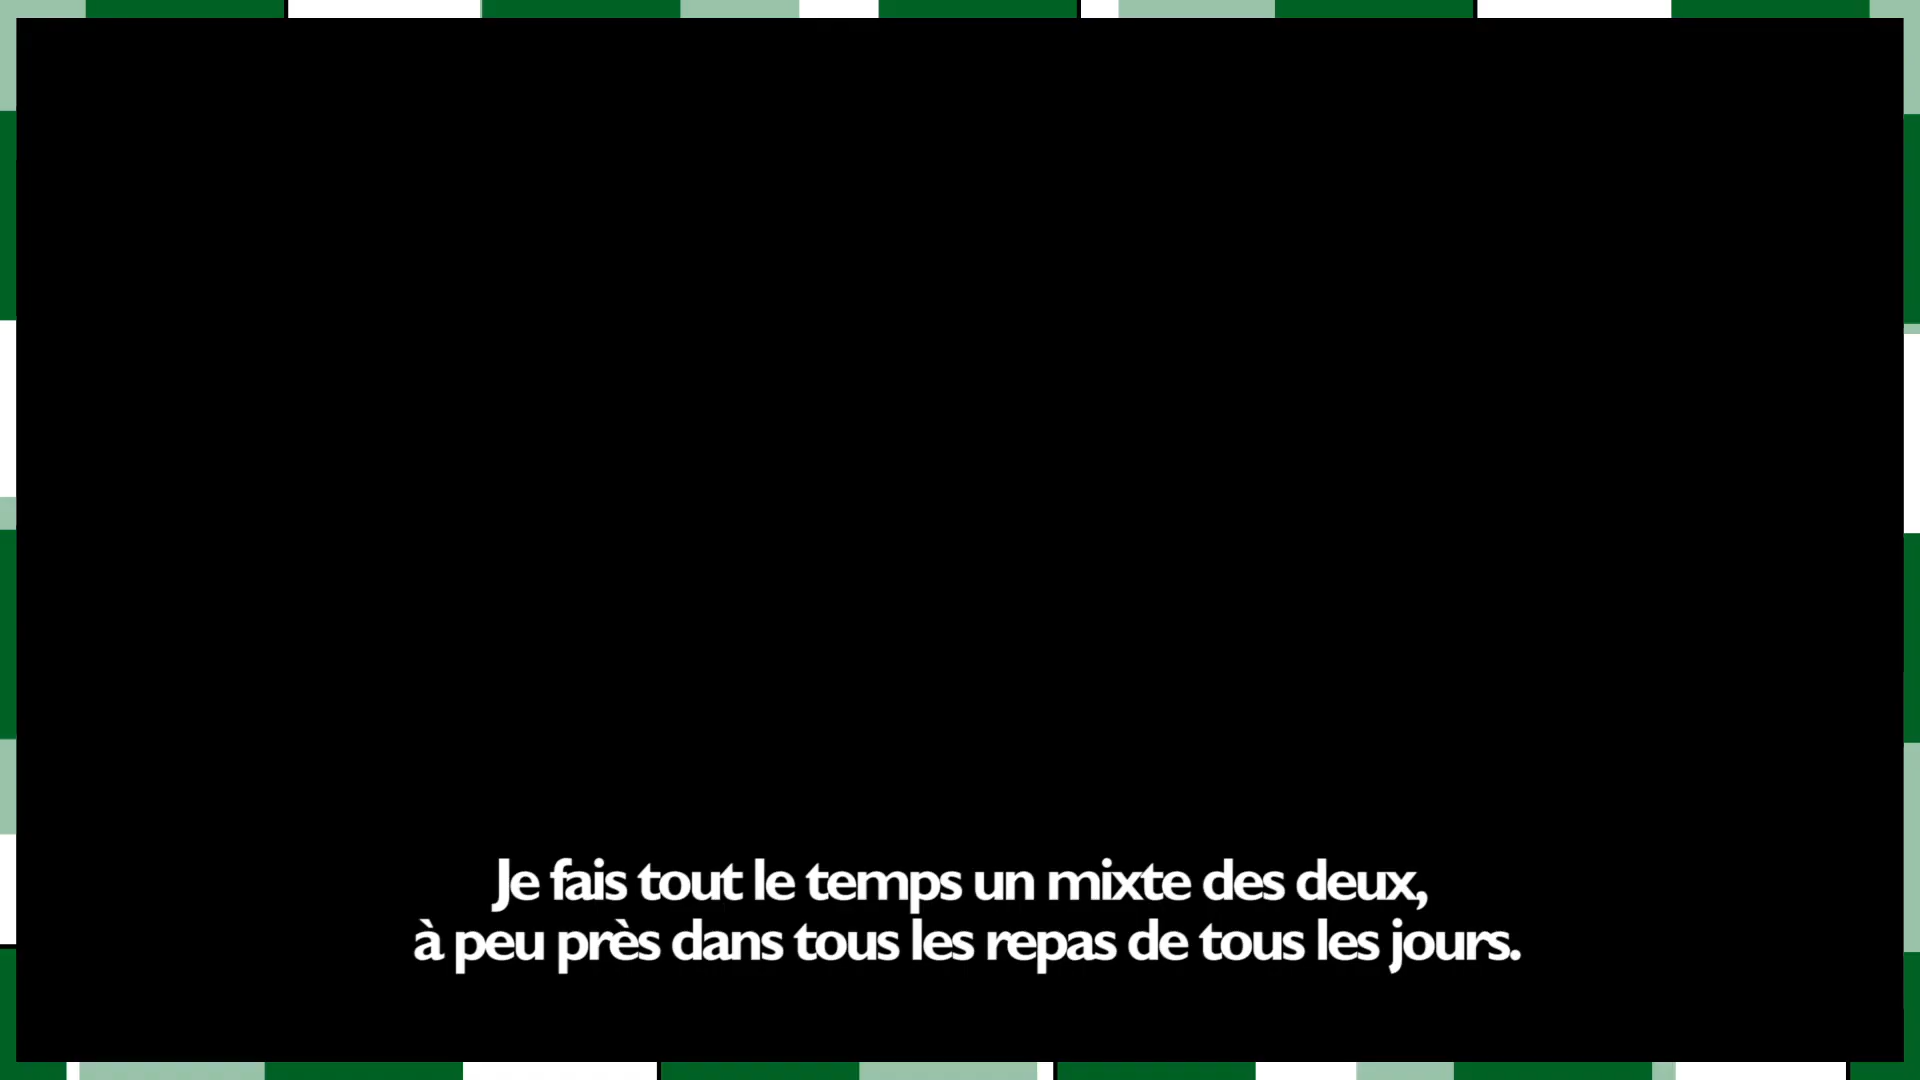 Je fais tout le temps un mixte des deux,
à peu près dans tous les repas de tous les jours.